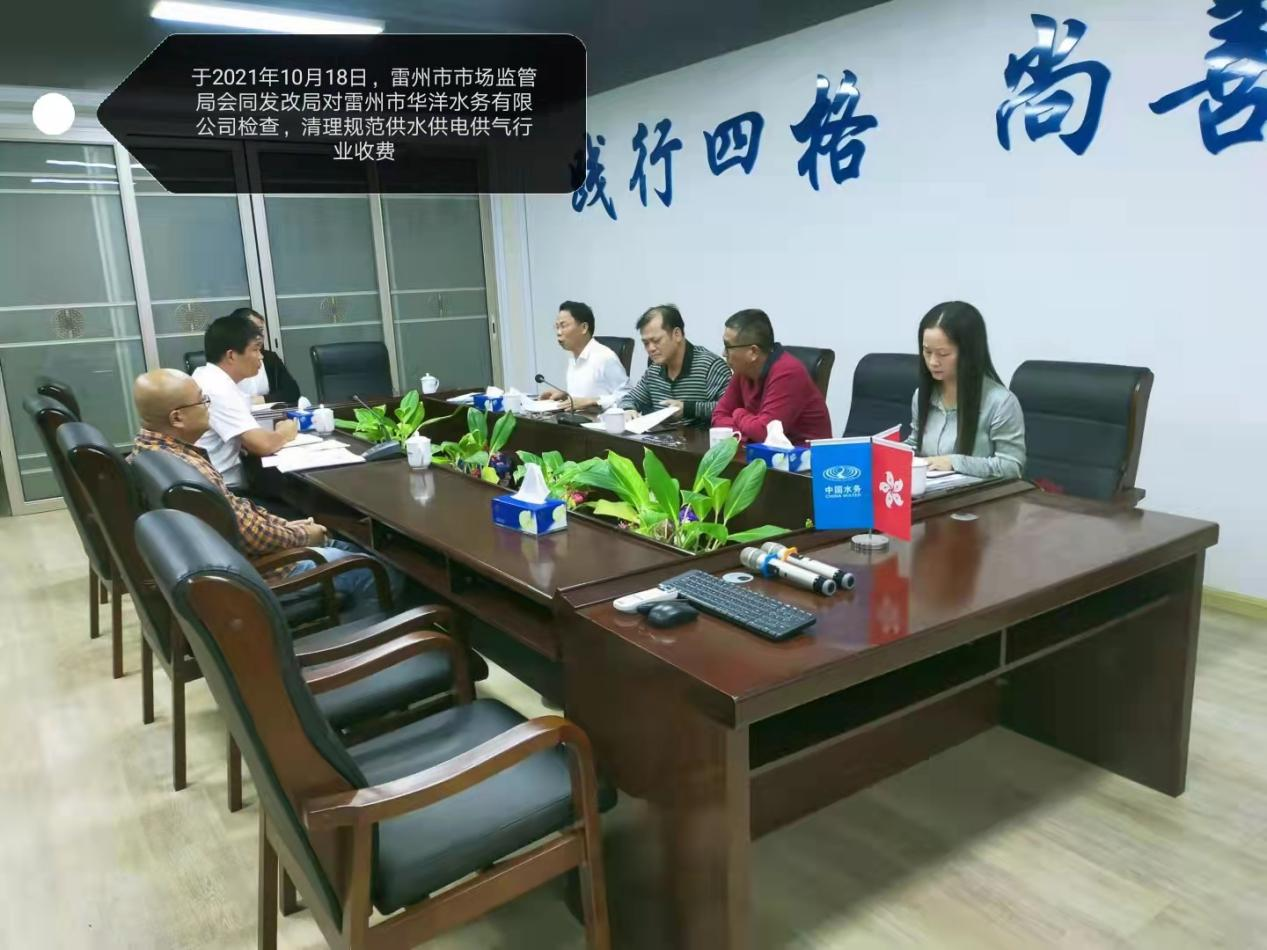 于2021年10月18日，雷州市市场监管
局会同发改局对雷州市华洋水务有限
公司检查，清理规范供水供电供气行
业收费
践行四格 尚善
中国水务
CHINA WATER